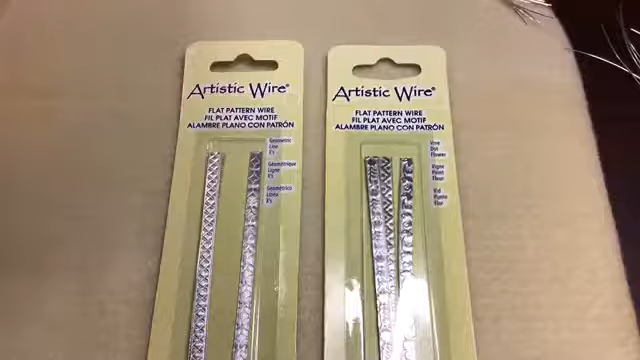 Artistic Wire®
FLAT PATTERN WIRE
FIL PLAT AVEC MOTIF
ALAMBRE PLANO CON PATRÓN
Geometric
Line
X's
Géométrique
Ligne
X's
Geométrico
Línea
X's
Artistic Wire®
FLAT PATTERN WIRE
FIL PLAT AVEC MOTIF
ALAMBRE PLANO CON PATRÓN
Vine
Dot
Flower
Vigne
Point
Fleur
Vid
Punto
Flor